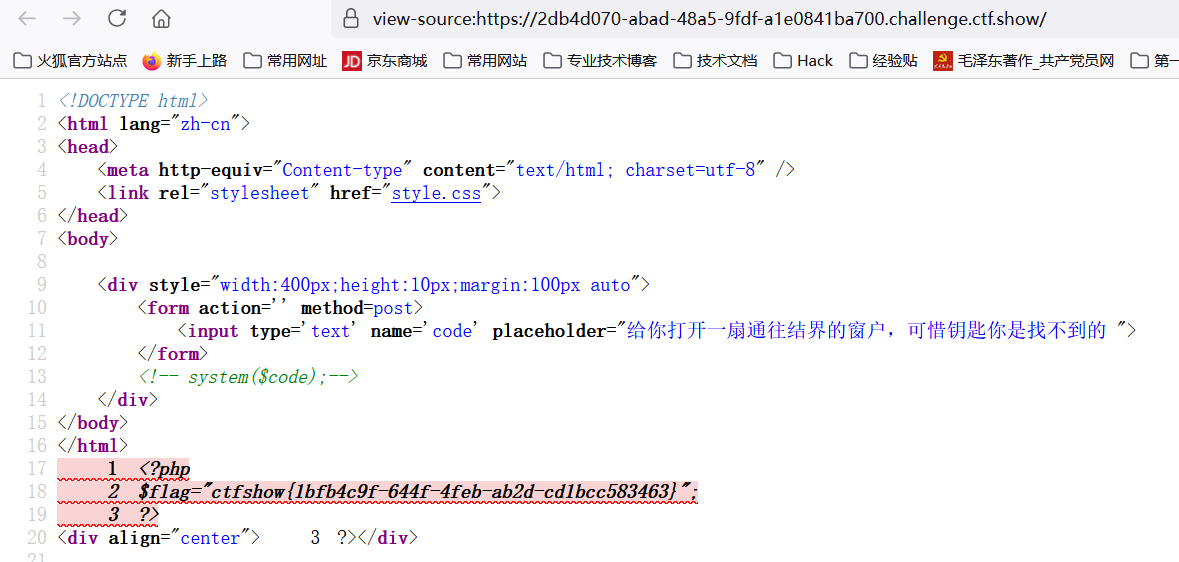 view-source:https://2db4d070-abad-48a5-9fdf-a1e0841ba700.challenge.ctf.show/
火狐官方站点 新手上路 常用网址 JD 京东商城 常用网站 专业技术博客 技术文档 Hack 经验贴 毛泽东著作_共产党员网 第一
1 <!DOCTYPE html>
2 <html lang="zh-cn">
3 <head>
4 <meta http-equiv="Content-type" content="text/html; charset=utf-8" />
5 <link rel="stylesheet" href="style.css">
6 </head>
7 <body>
8
9 <div style="width:400px;height:10px;margin:100px auto">
10 <form action='' method=post>
11 <input type='text' name='code' placeholder="给你打开一扇通往结界的窗户，可惜钥匙你是找不到的 ">
12 </form>
13 <!-- system($code);-->
14 </div>
15 </body>
16 </html>
17 1 <?php
18 2 $flag="ctfshow{1bfb4c9f-644f-4feb-ab2d-cd1bcc583463}";
19 3 ?>
20 <div align="center"> 3 ?></div>
21